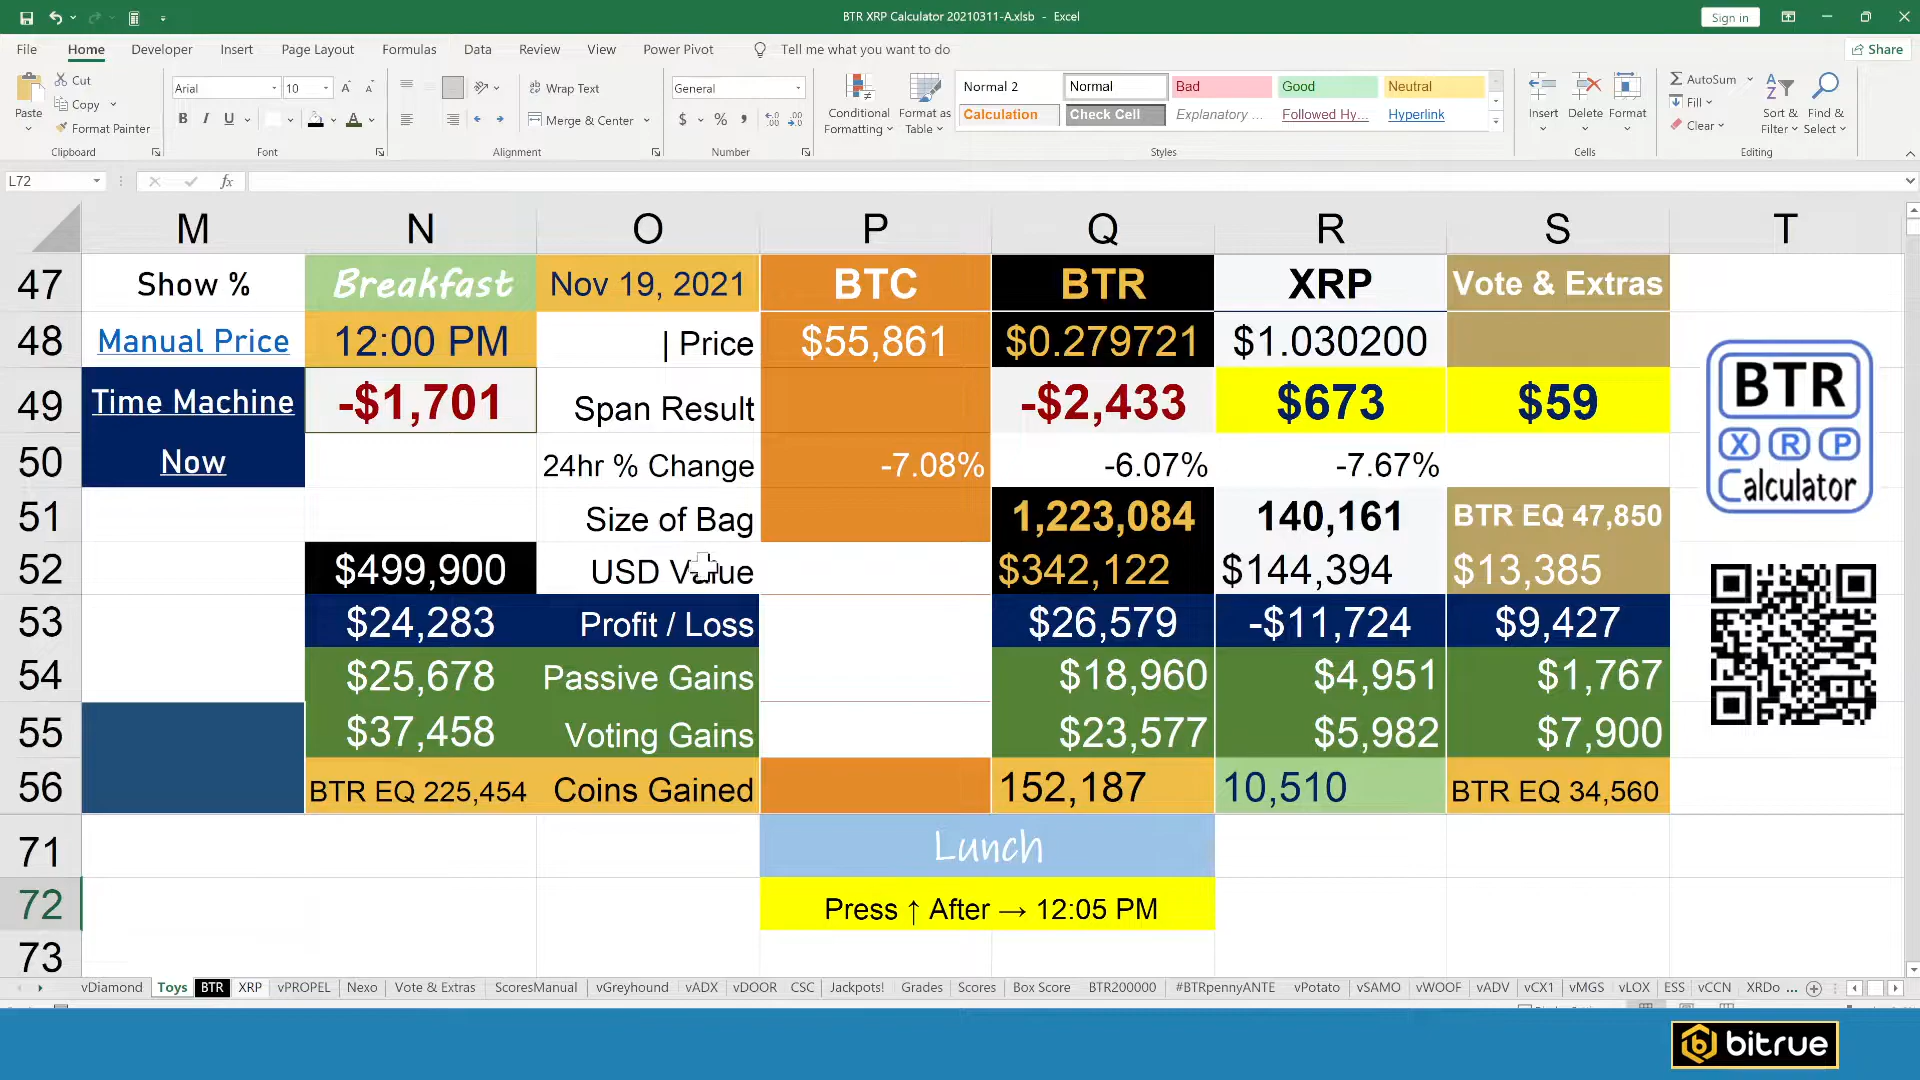 BTR XRP Calculator 20210311-A.xlsb - Excel
Sign in
File Home Developer Insert Page Layout Formulas Data Review View Power Pivot Tell me what you want to do Share
Paste Cut Copy Format Painter Clipboard
Arial 10 B I U Font
Wrap Text Merge & Center Alignment
General $ % , Number
Conditional Formatting Format as Table
Normal 2 Normal Bad Good Neutral
Calculation Check Cell Explanatory ... Followed Hy... Hyperlink
Styles
Insert Delete Format Cells
AutoSum Fill Clear Sort & Filter Find & Select Editing
L72 fx
M N O P Q R S T
47 Show % Breakfast Nov 19, 2021 BTC BTR XRP Vote & Extras
48 Manual Price 12:00 PM | Price $55,861 $0.279721 $1.030200
49 Time Machine -$1,701 Span Result -$2,433 $673 $59
50 Now 24hr % Change -7.08% -6.07% -7.67%
51 Size of Bag 1,223,084 140,161 BTR EQ 47,850
52 $499,900 USD Value $342,122 $144,394 $13,385
53 $24,283 Profit / Loss $26,579 -$11,724 $9,427
54 $25,678 Passive Gains $18,960 $4,951 $1,767
55 $37,458 Voting Gains $23,577 $5,982 $7,900
56 BTR EQ 225,454 Coins Gained 152,187 10,510 BTR EQ 34,560
71 Lunch
72 Press ↑ After → 12:05 PM
73
BTR
X R P
Calculator
vDiamond Toys BTR XRP vPROPEL Nexo Vote & Extras ScoresManual vGreyhound vADX vDOOR CSC Jackpots! Grades Scores Box Score BTR200000 #BTRpennyANTE vPotato vSAMO vWOOF vADV vCX1 vMGS vLOX ESS vCCN XRDo ...
bitrue